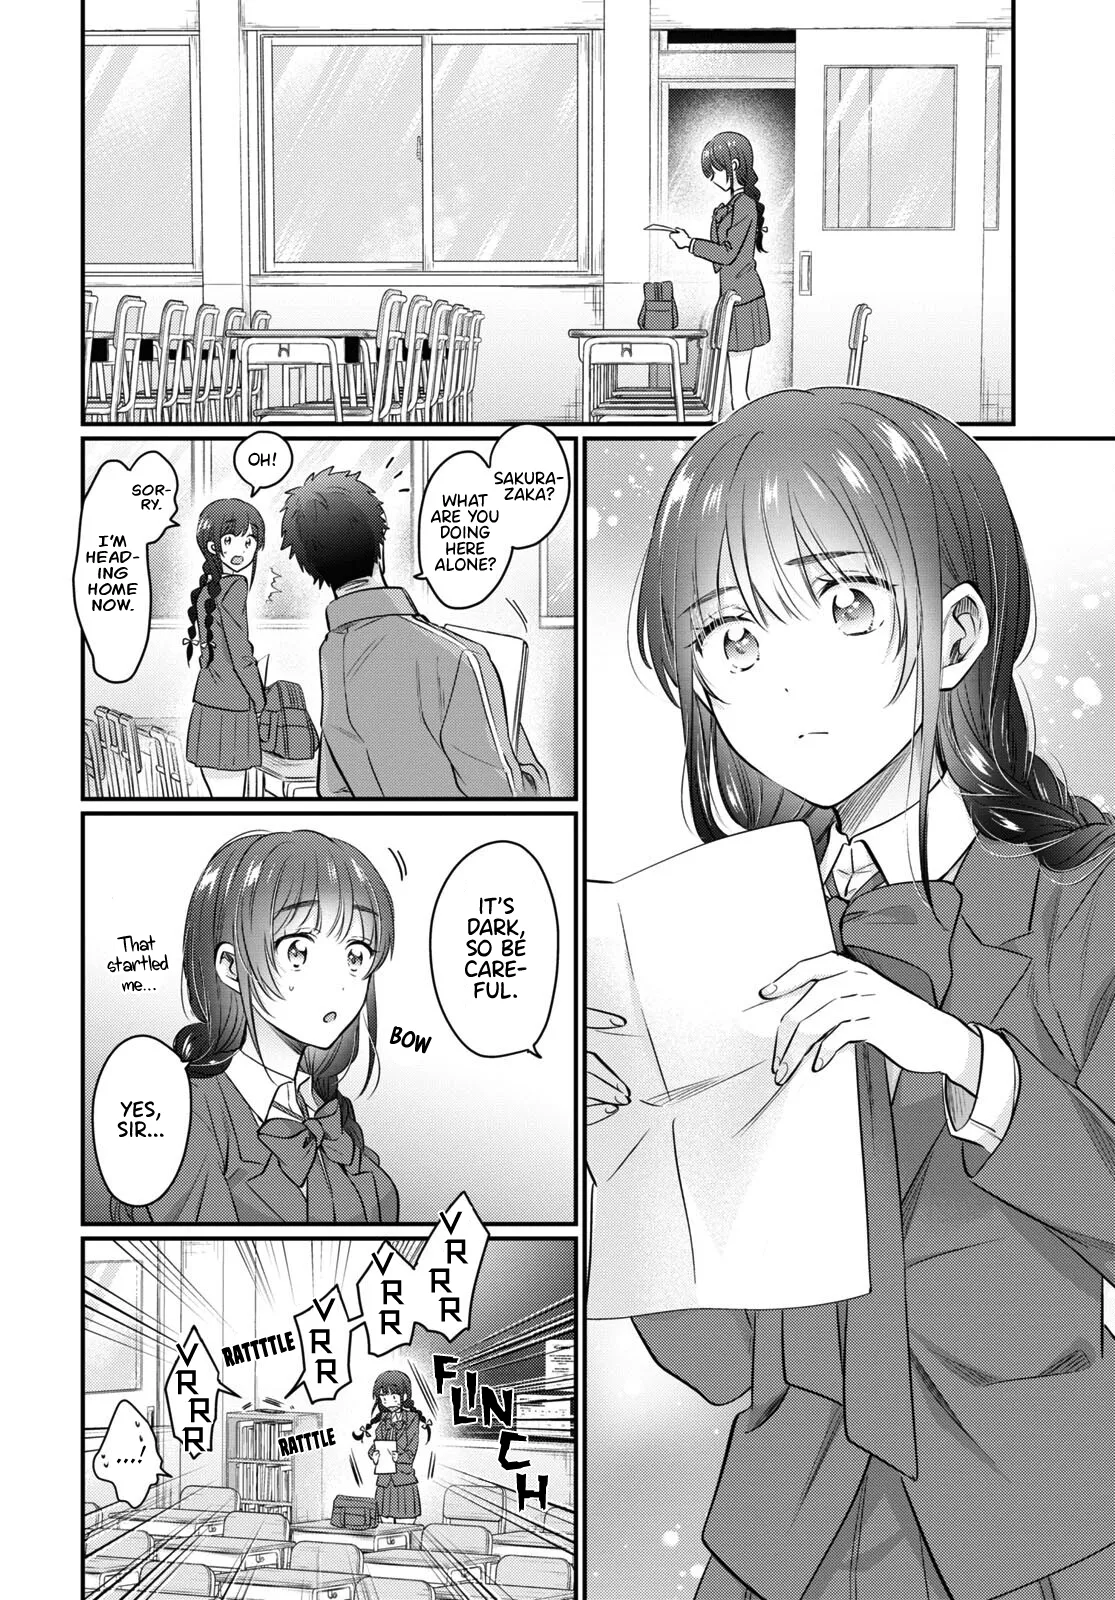 SAKURA-
ZAKA?
WHAT
ARE YOU
DOING
HERE
ALONE?
OH!
SOR-
RY.
I'M
HEAD-
ING
HOME
NOW.
IT'S
DARK,
SO BE
CARE-
FUL.
That
startled
me...
BOW
YES,
SIR...
VRRR
VRR
VRR
VRRR
RATTTTLE
RATTTLE
FLINCH
....!